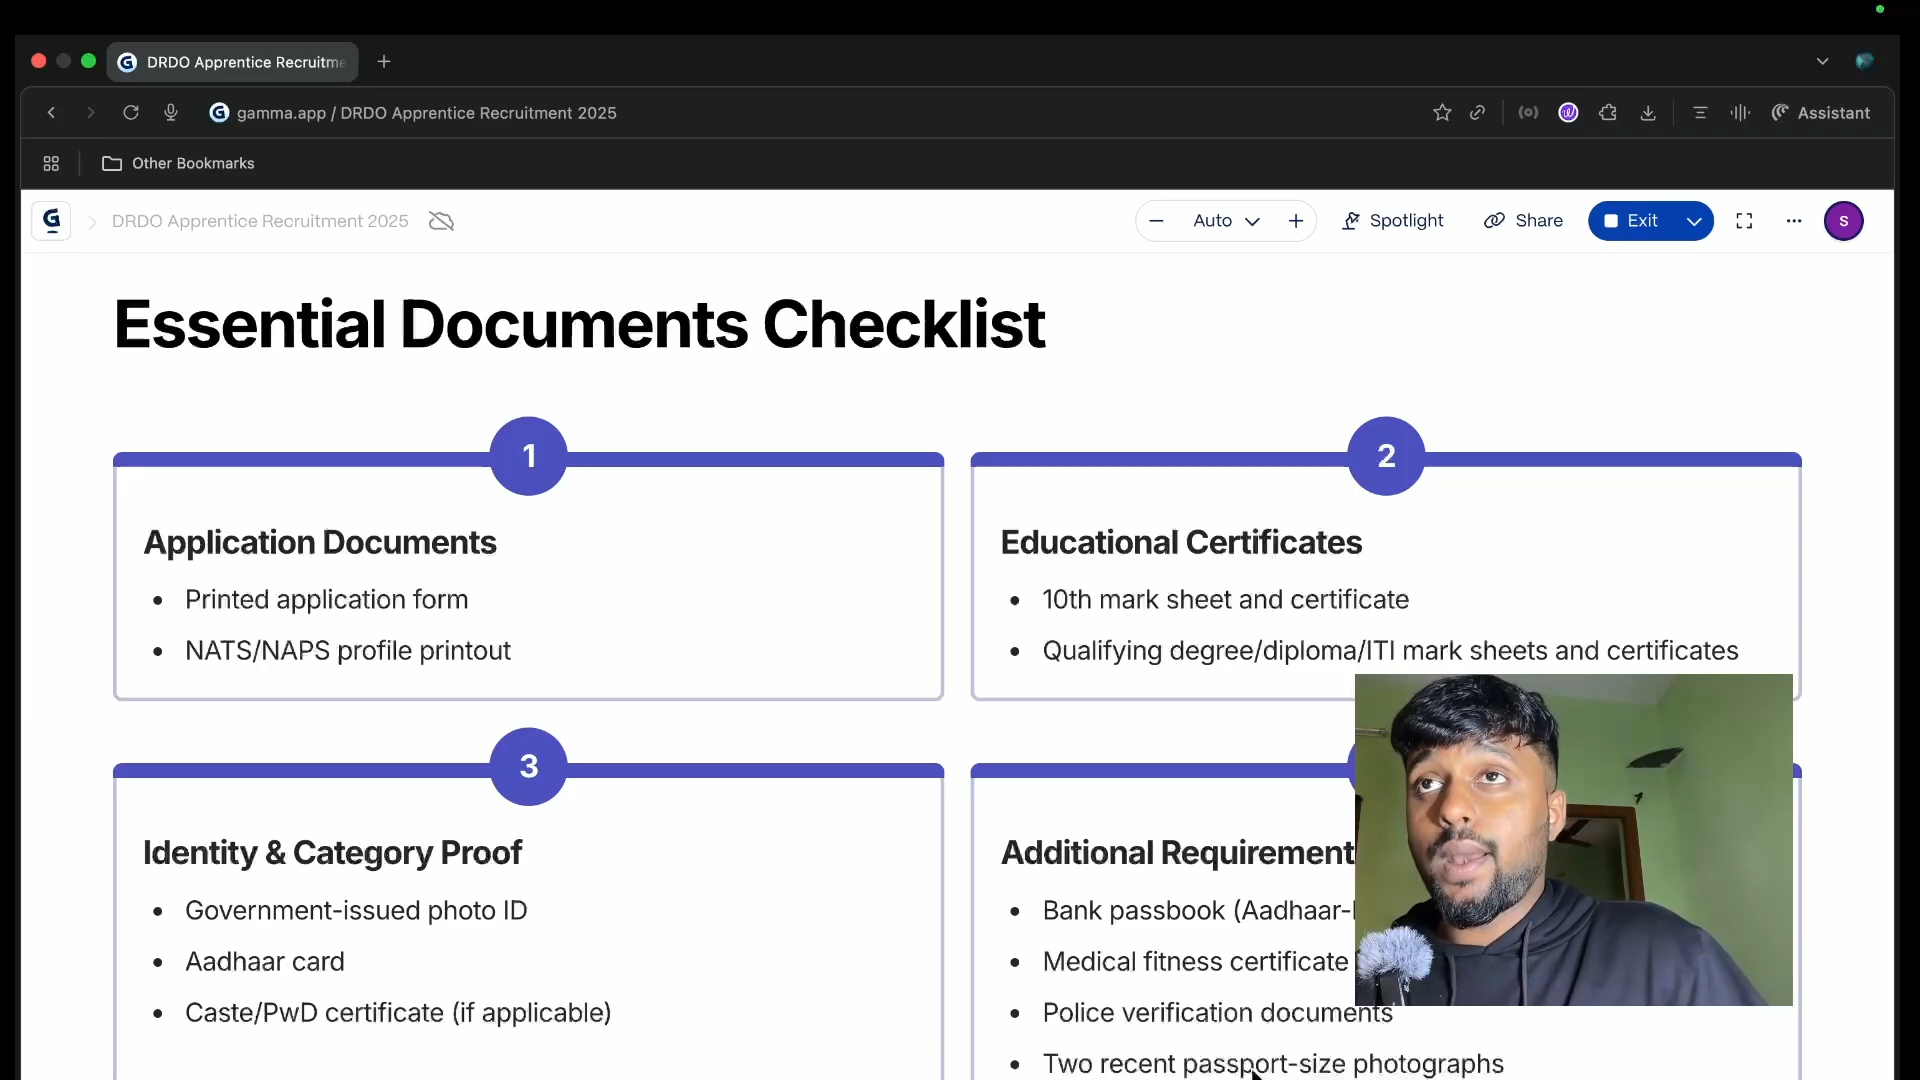 DRDO Apprentice Recruitme
gamma.app / DRDO Apprentice Recruitment 2025
Assistant
Other Bookmarks
DRDO Apprentice Recruitment 2025
Auto
Spotlight
Share
Exit
S
Essential Documents Checklist
1
Application Documents
• Printed application form
• NATS/NAPS profile printout
2
Educational Certificates
• 10th mark sheet and certificate
• Qualifying degree/diploma/ITI mark sheets and certificates
3
Identity & Category Proof
• Government-issued photo ID
• Aadhaar card
• Caste/PwD certificate (if applicable)
Additional Requirement
• Bank passbook (Aadhaar-
• Medical fitness certificate
• Police verification documents
• Two recent passport-size photographs